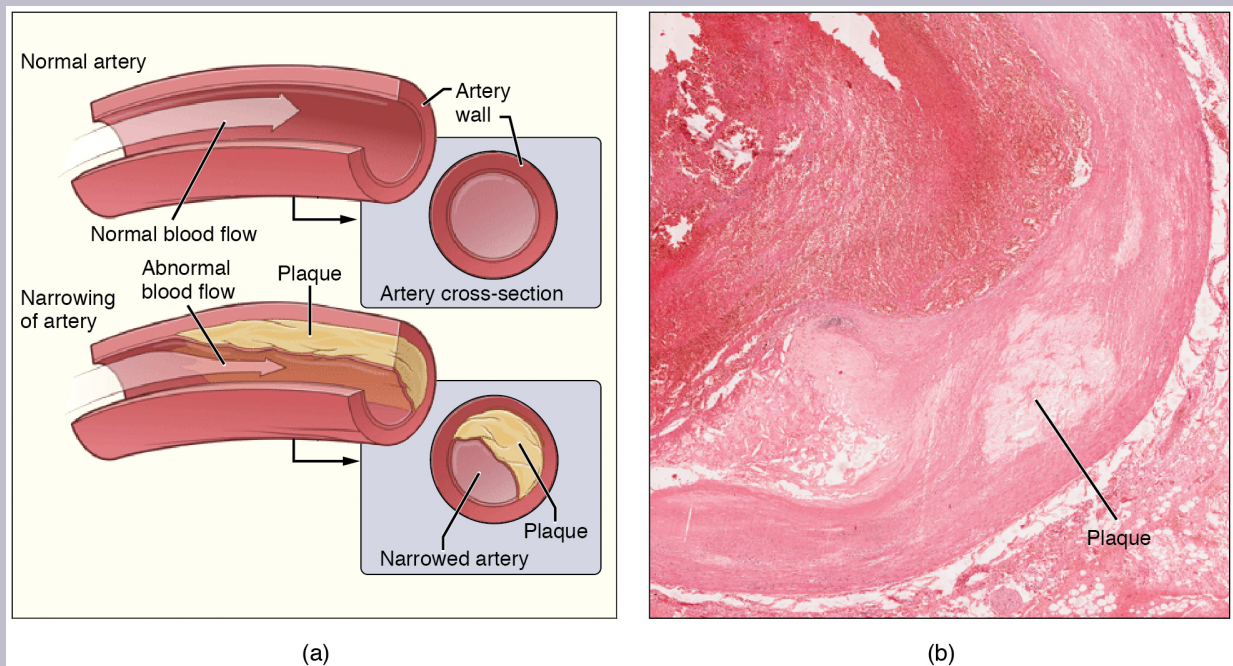 Normal artery
Artery
wall
Normal blood flow
Artery cross-section
Abnormal
blood flow
Plaque
Narrowing
of artery
Plaque
Narrowed artery
(a)
Plaque
(b)